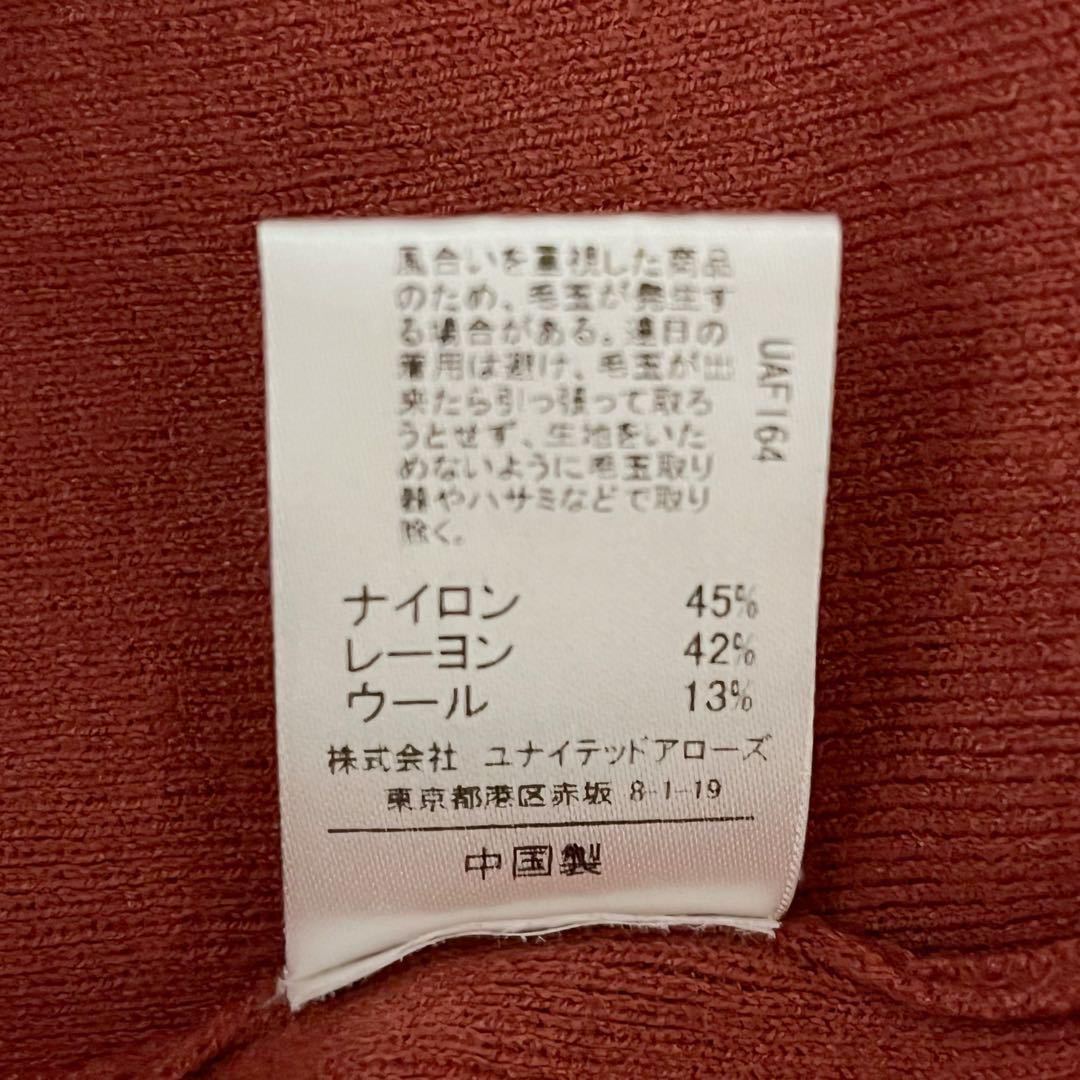 風合いを重視した商品
のため、毛玉が発生す
る場合がある。連日の
着用は避け、毛玉が出
来たら引っ張って取ろ
うとせず、生地をいた
めないように毛玉取り
器やハサミなどで取り
除く。
UAF164
ナイロン 45%
レーヨン 42%
ウール 13%
株式会社 ユナイテッドアローズ
東京都港区赤坂 8-1-19
中国製